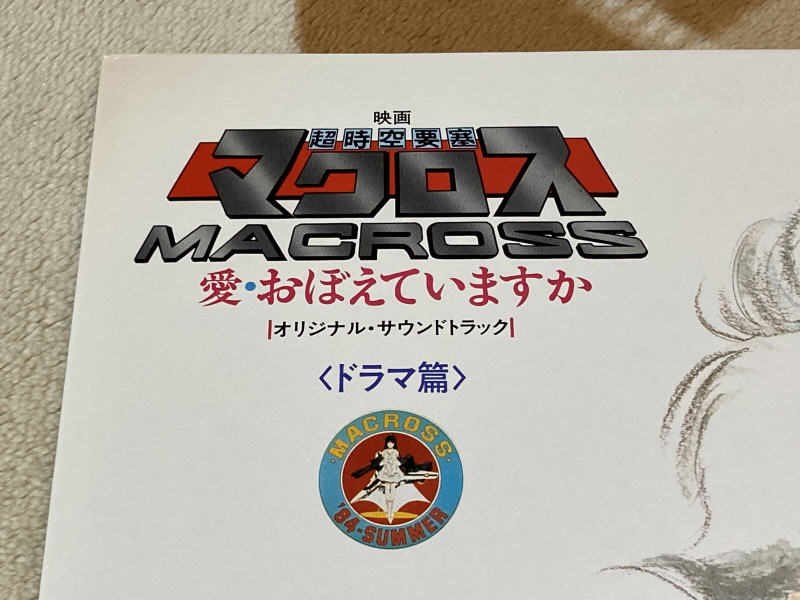 映画
超時空要塞
マクロス
MACROSS
愛・おぼえていますか
オリジナル・サウンドトラック
〈ドラマ篇〉
・MACROSS・
'84-SUMMER